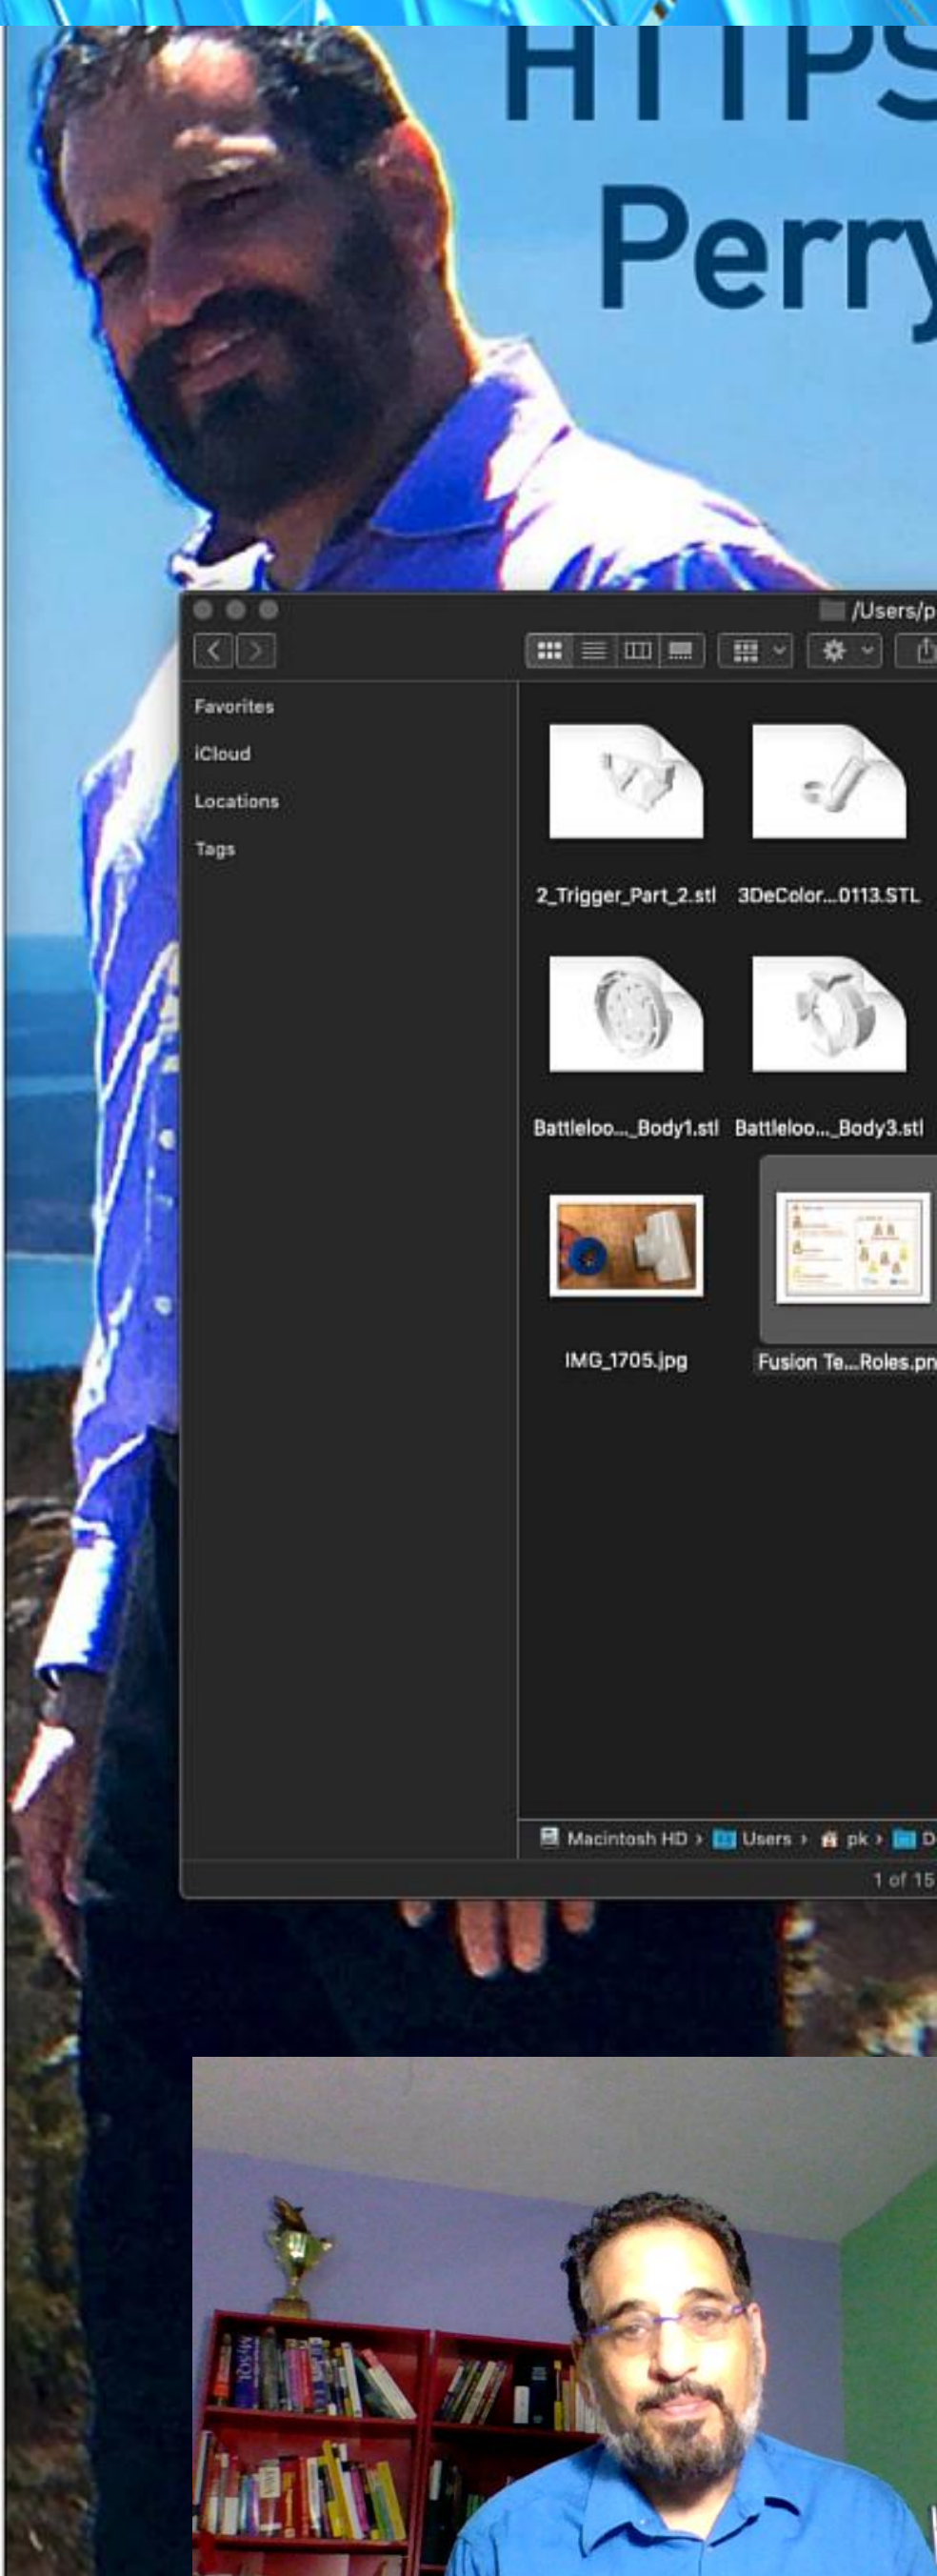 HTTPS
Perry
/Users/p
Favorites
iCloud
Locations
Tags
2_Trigger_Part_2.stl 3DeColor...0113.STL
Battleloo..._Body1.stl Battleloo..._Body3.stl
IMG_1705.jpg Fusion Te...Roles.pn
Macintosh HD › Users › pk › D
1 of 15
MySQL